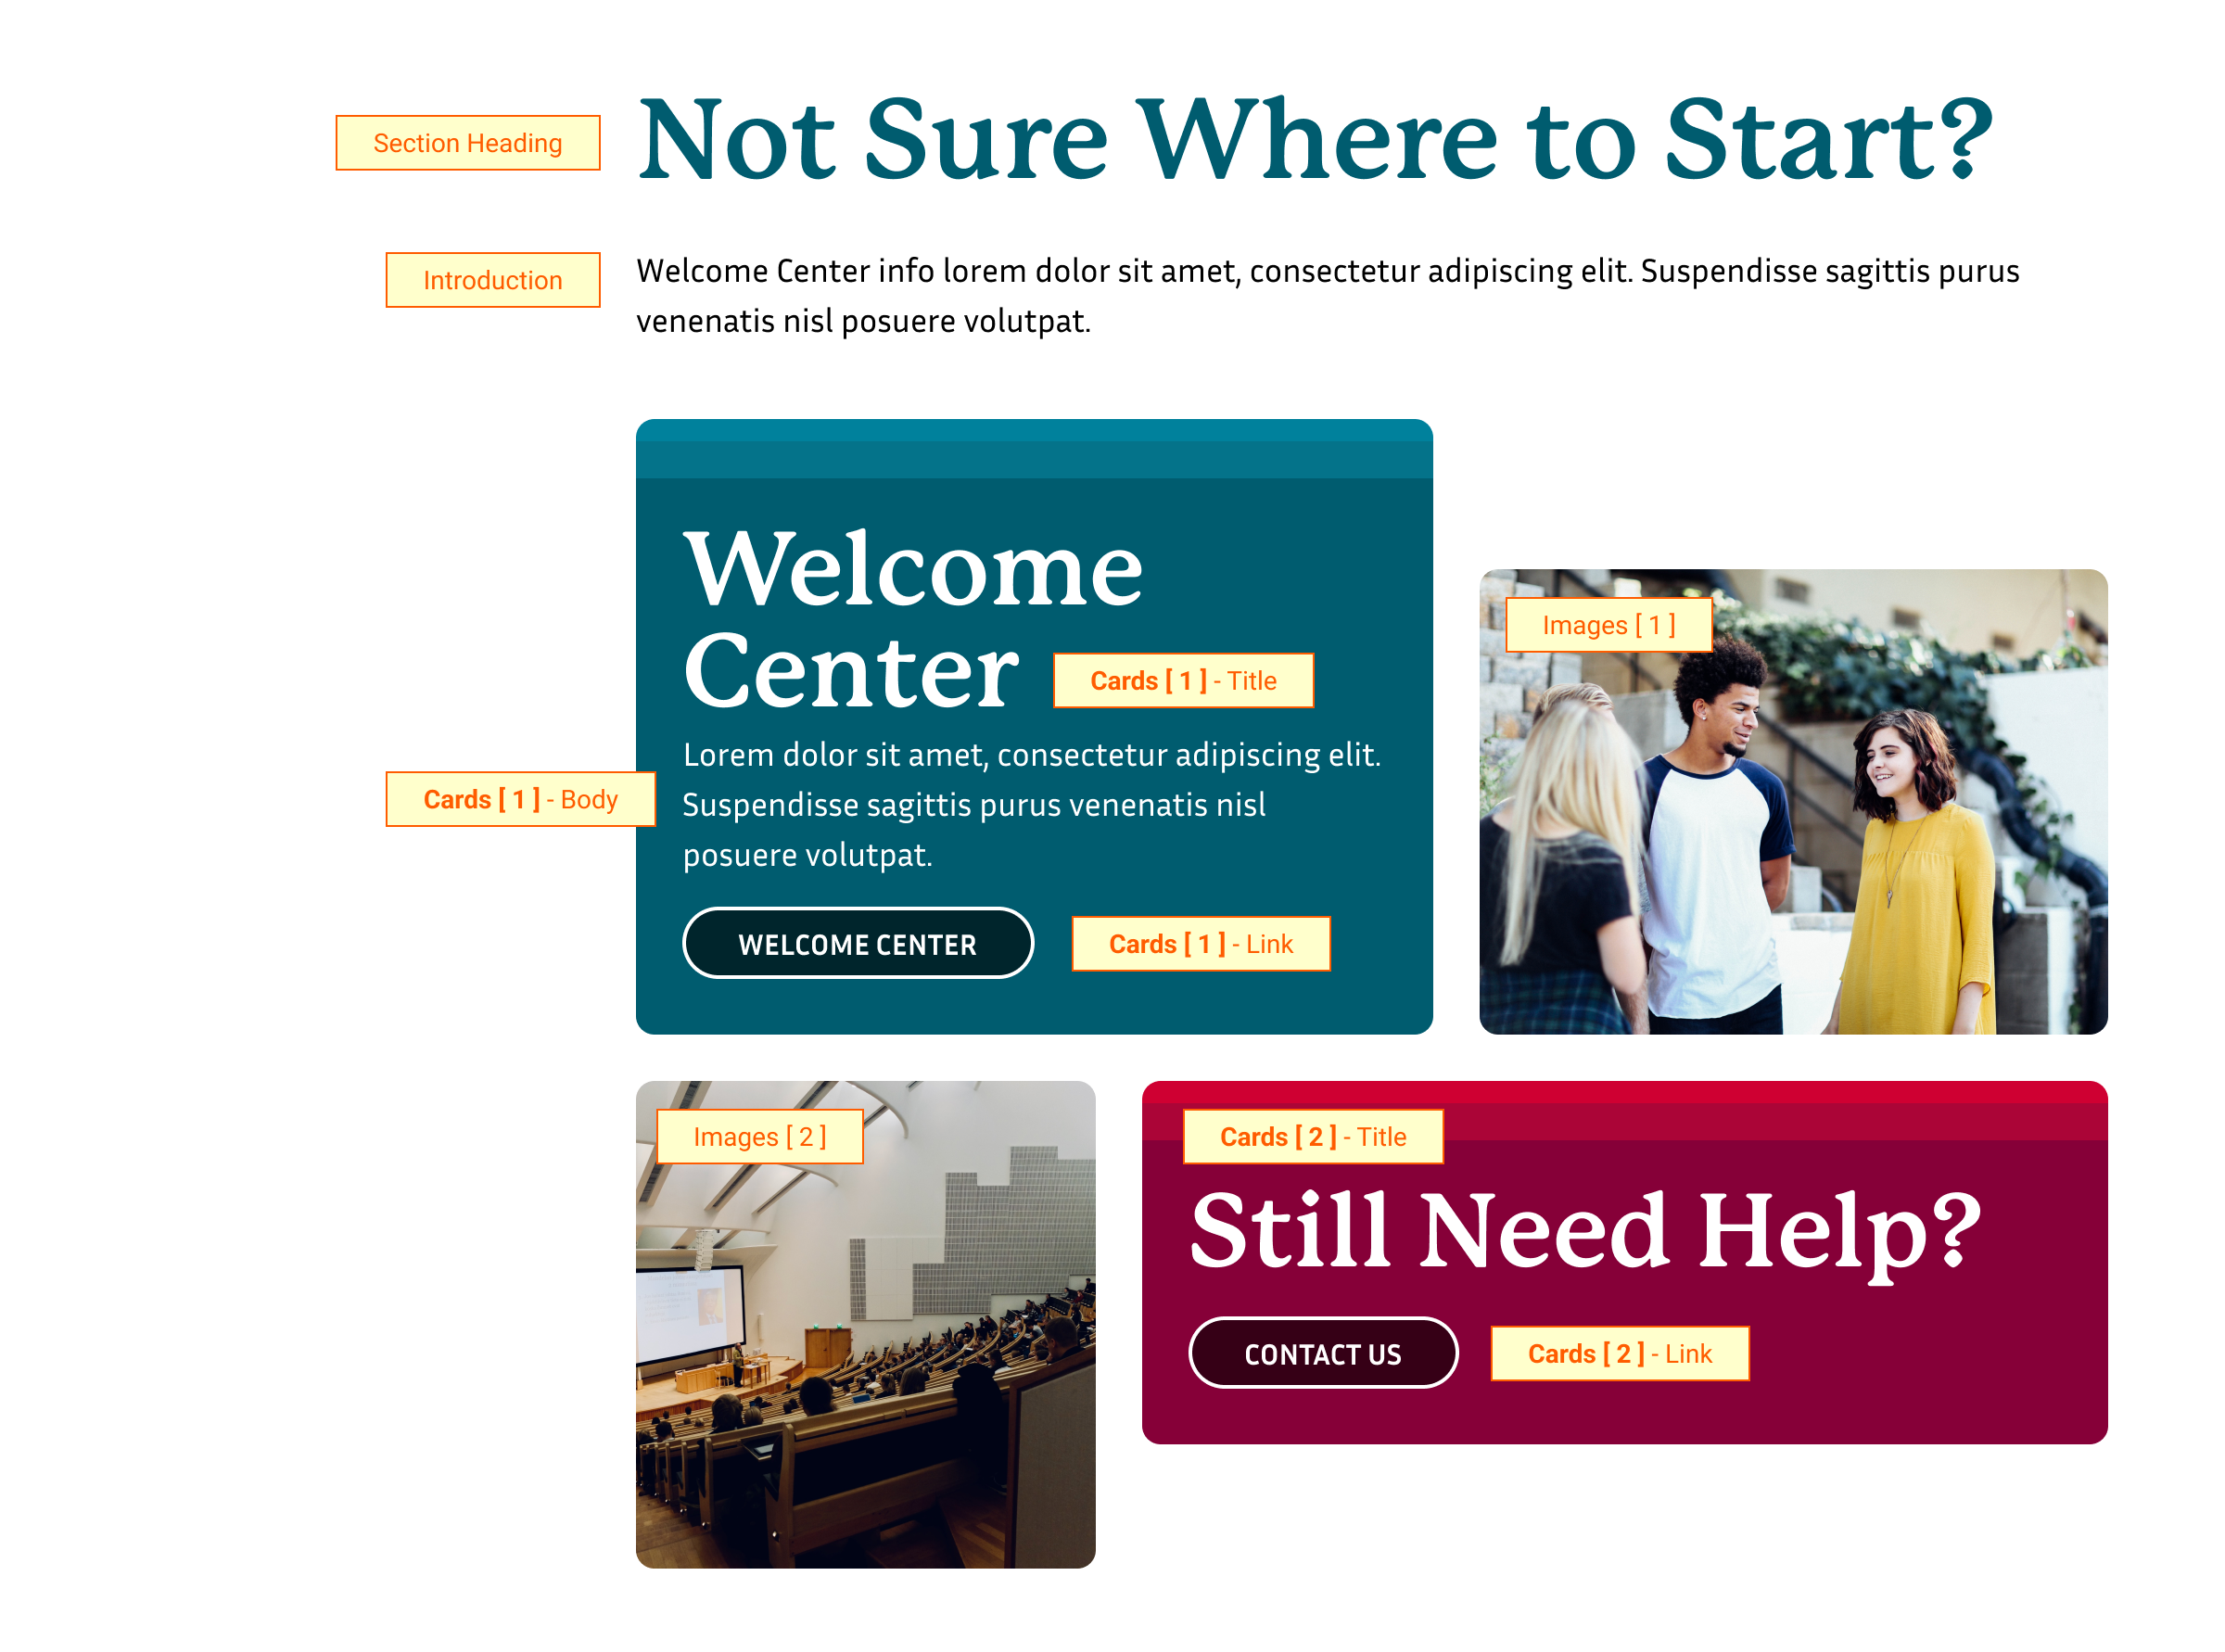 Section Heading
Not Sure Where to Start?
Introduction
Welcome Center info lorem dolor sit amet, consectetur adipiscing elit. Suspendisse sagittis purus
venenatis nisl posuere volutpat.
Welcome
Center
Cards [ 1 ] - Title
Cards [ 1 ] - Body
Lorem dolor sit amet, consectetur adipiscing elit.
Suspendisse sagittis purus venenatis nisl
posuere volutpat.
WELCOME CENTER
Cards [ 1 ] - Link
Images [ 1 ]
Images [ 2 ]
Cards [ 2 ] - Title
Still Need Help?
CONTACT US
Cards [ 2 ] - Link